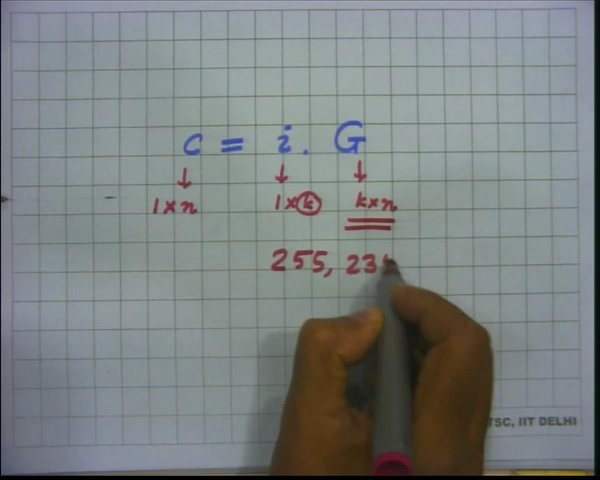 c = i . G
↓ ↓ ↓
1×n 1×k k×n
255, 23
TSC, IIT DELHI